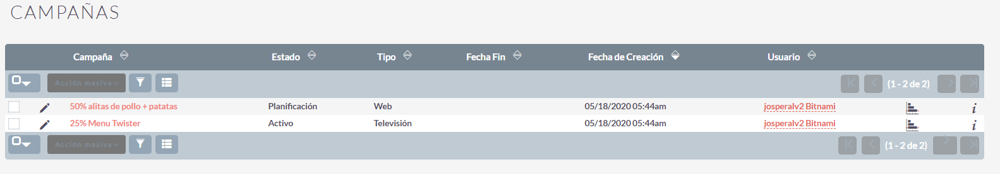 CAMPAÑAS
Campaña Estado Tipo Fecha Fin Fecha de Creación Usuario
Acción masiva (1 - 2 de 2)
50% alitas de pollo + patatas Planificación Web 05/18/2020 05:44am josperalv2 Bitnami
25% Menu Twister Activo Televisión 05/18/2020 05:44am josperalv2 Bitnami
Acción masiva (1 - 2 de 2)